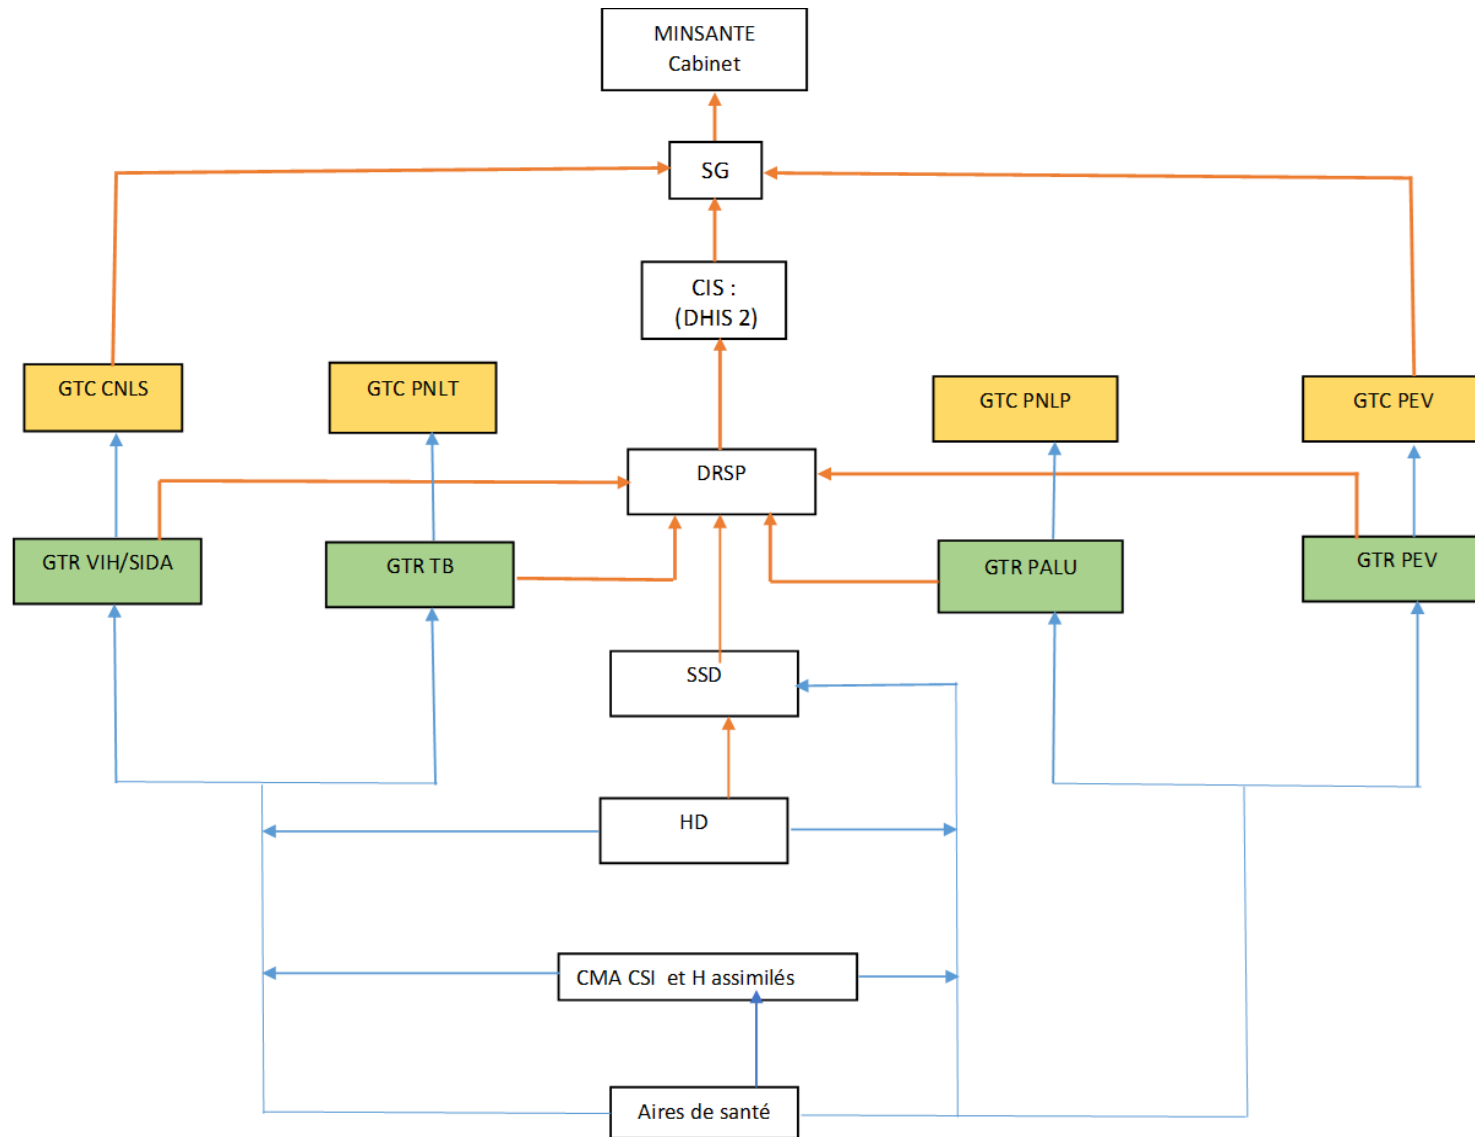 MINSANTE
Cabinet
SG
CIS :
(DHIS 2)
GTC CNLS
GTC PNLT
GTC PNLP
GTC PEV
DRSP
GTR VIH/SIDA
GTR TB
GTR PALU
GTR PEV
SSD
HD
CMA CSI et H assimilés
Aires de santé